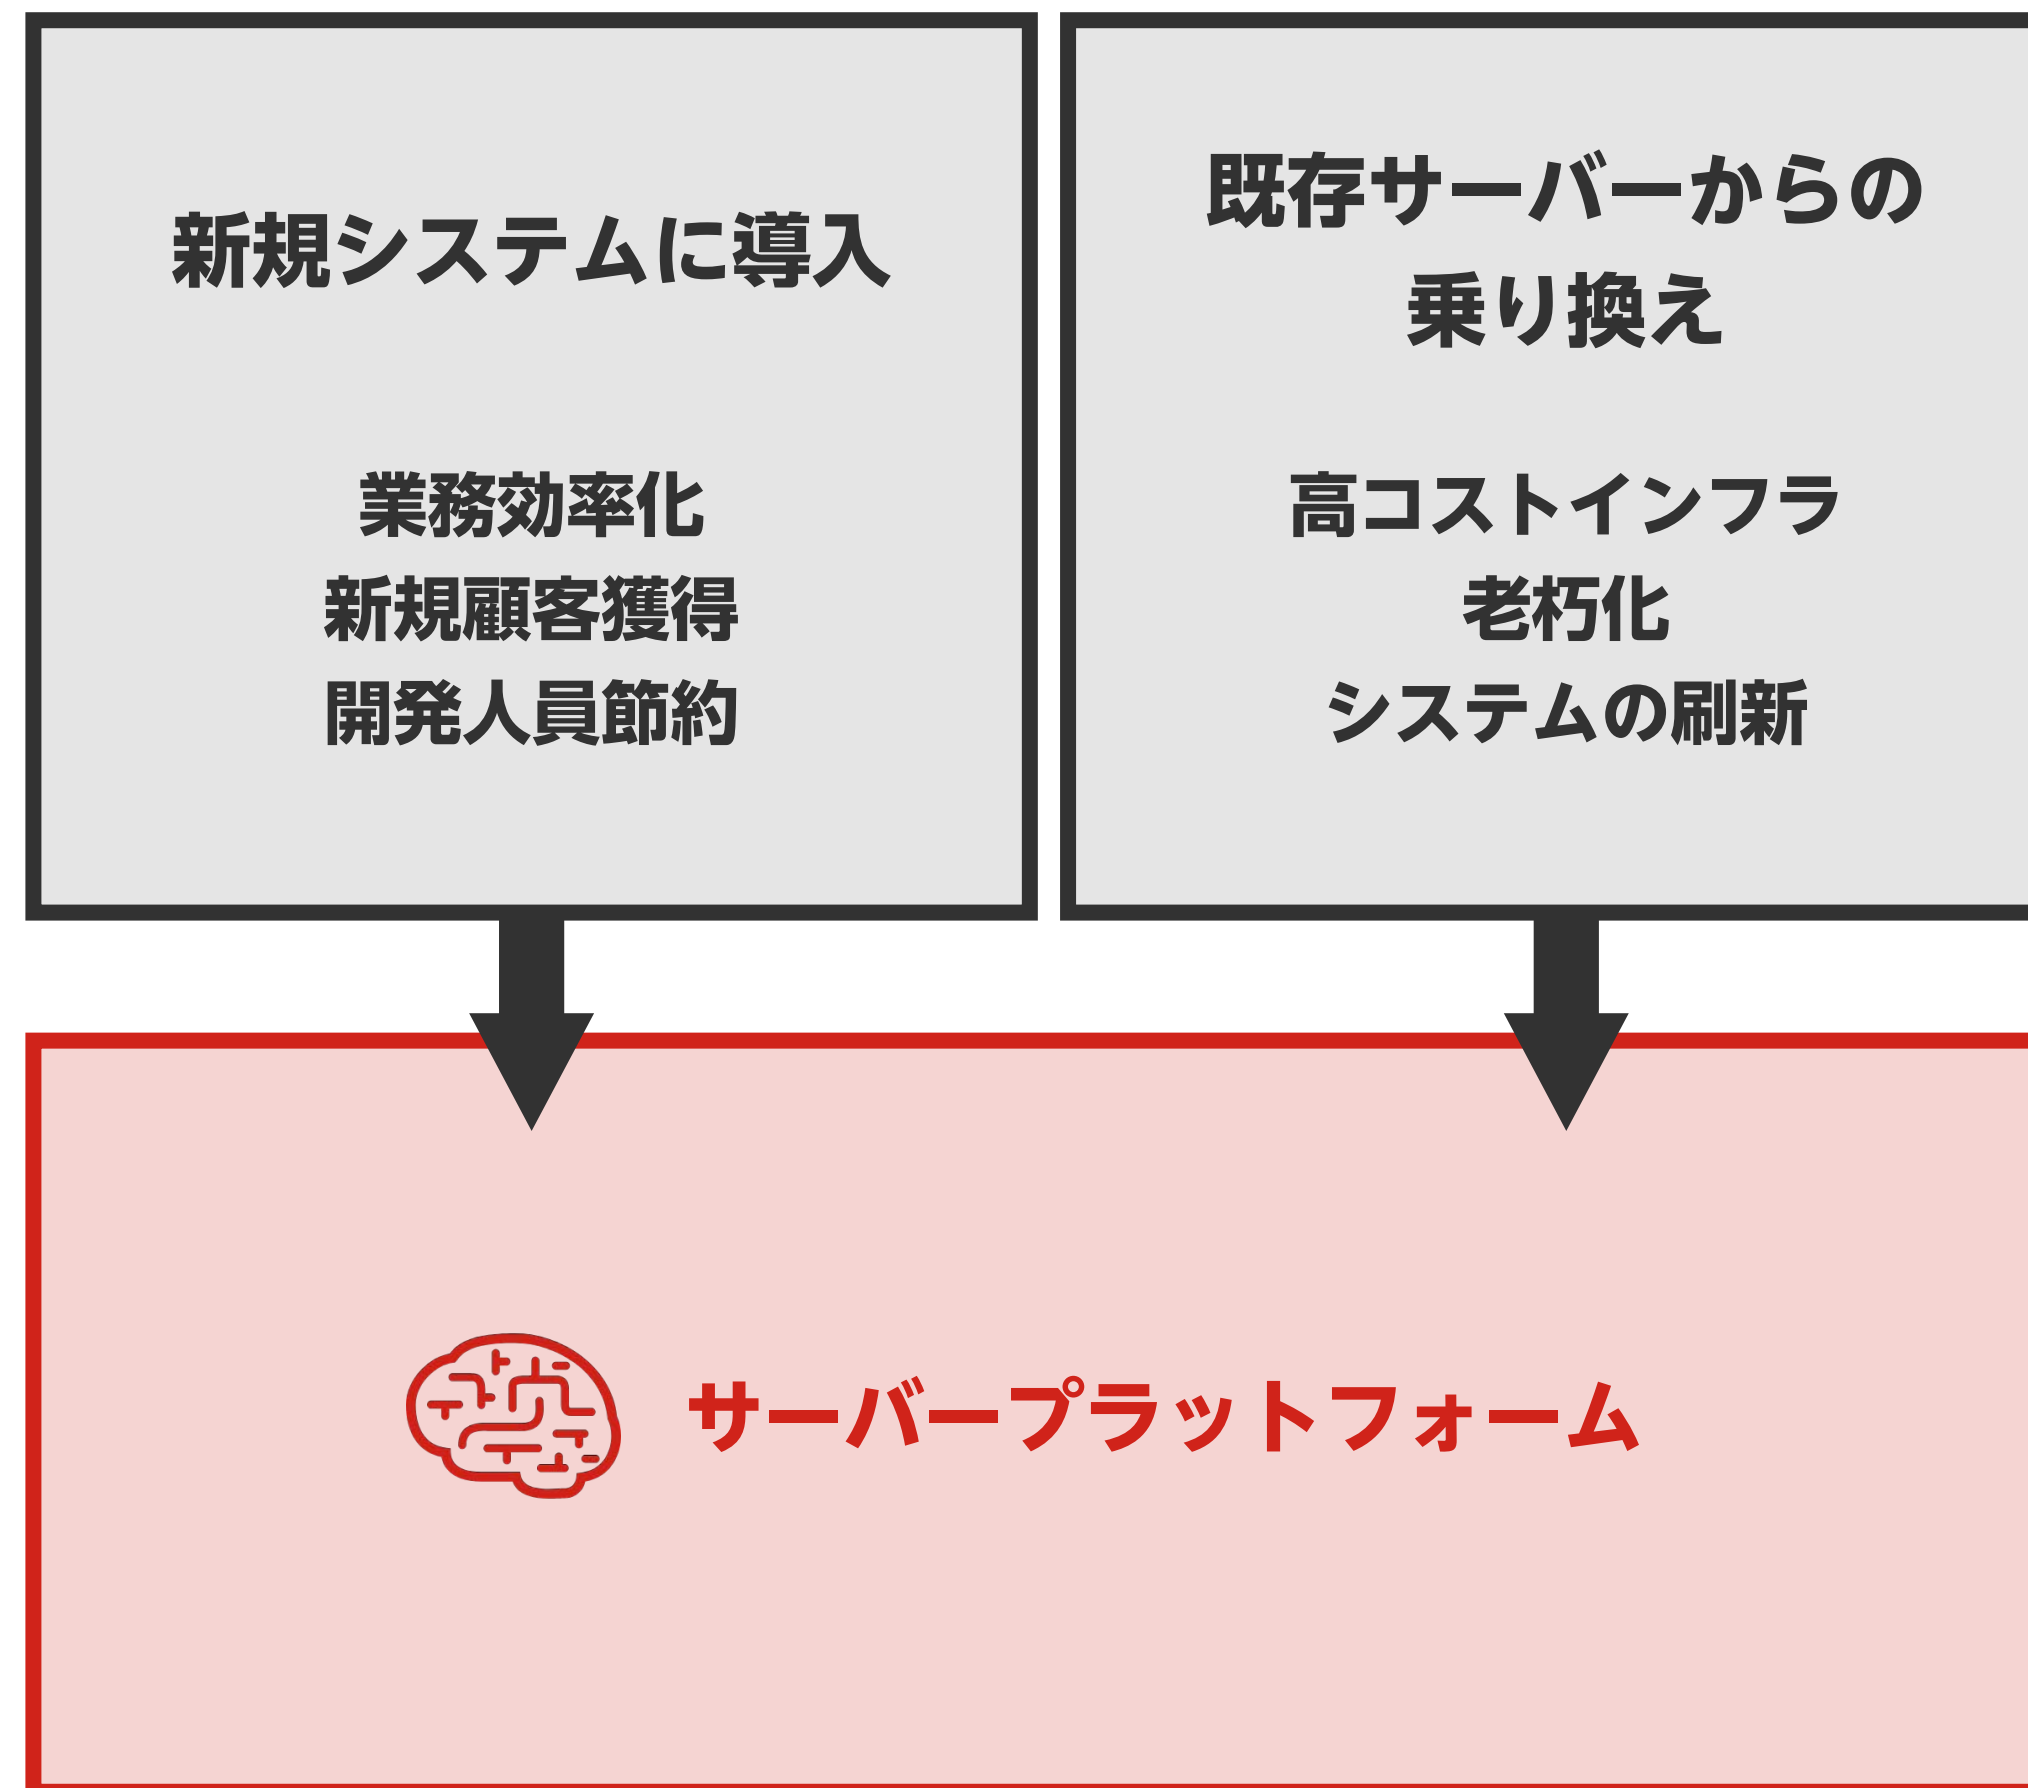 新規システムに導入
業務効率化
新規顧客獲得
開発人員節約
既存サーバーからの
乗り換え
高コストインフラ
老朽化
システムの刷新
サーバープラットフォーム